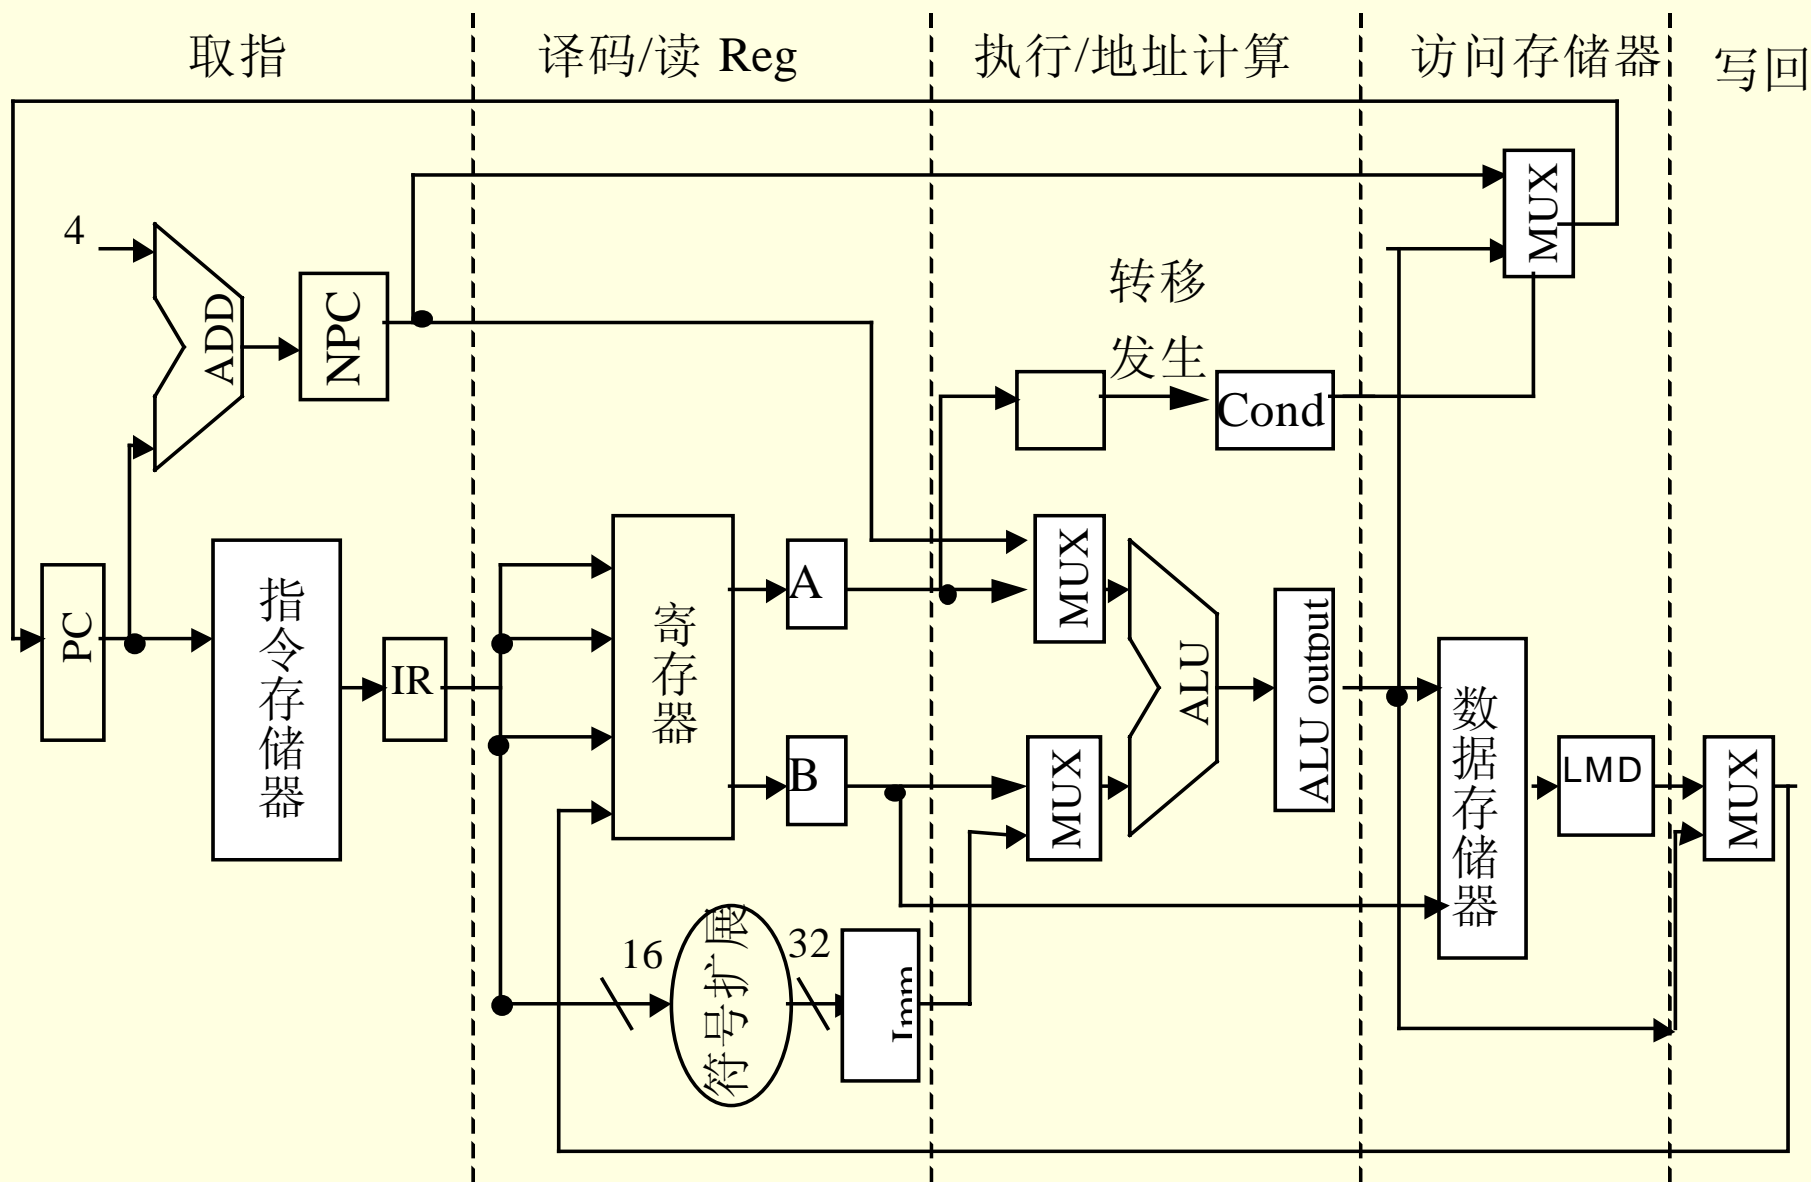 取指
译码/读 Reg
执行/地址计算
访问存储器
写回
4
ADD
NPC
MUX
转移
发生
Cond
PC
指令存储器
IR
寄存器
A
B
MUX
MUX
ALU
ALU output
数据存储器
LMD
MUX
16
符号扩展
32
Imm